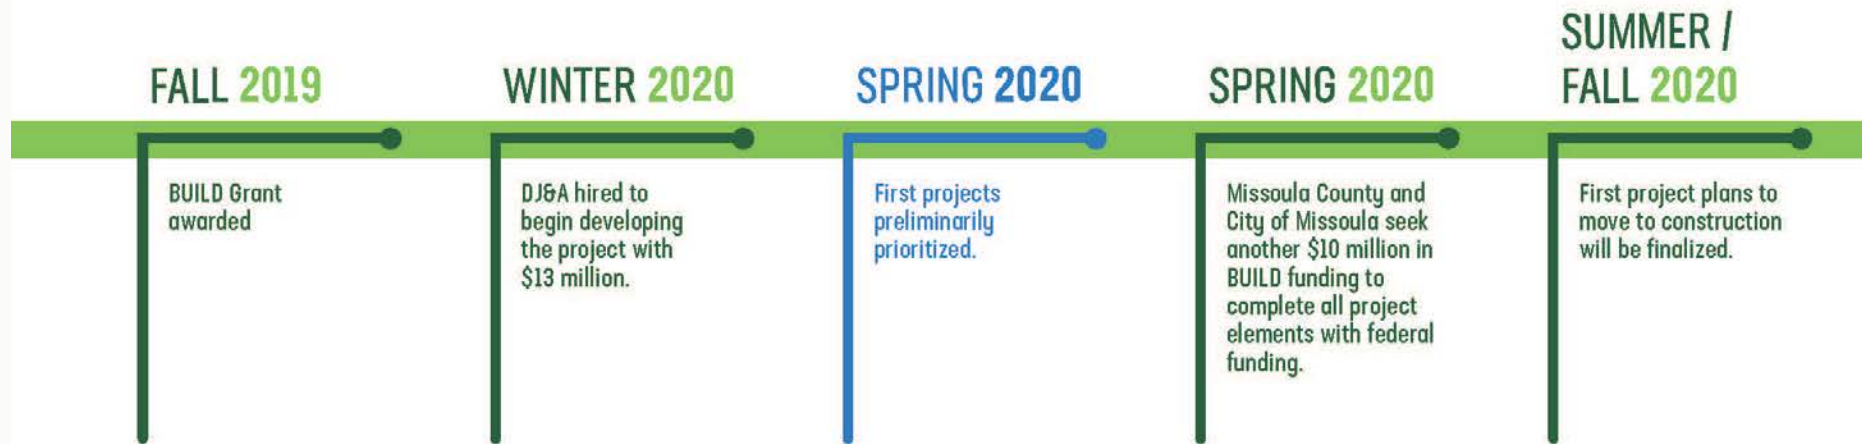 FALL 2019
BUILD Grant
awarded
WINTER 2020
DJ&A hired to
begin developing
the project with
$13 million.
SPRING 2020
First projects
preliminarily
prioritized.
SPRING 2020
Missoula County and
City of Missoula seek
another $10 million in
BUILD funding to
complete all project
elements with federal
funding.
SUMMER /
FALL 2020
First project plans to
move to construction
will be finalized.